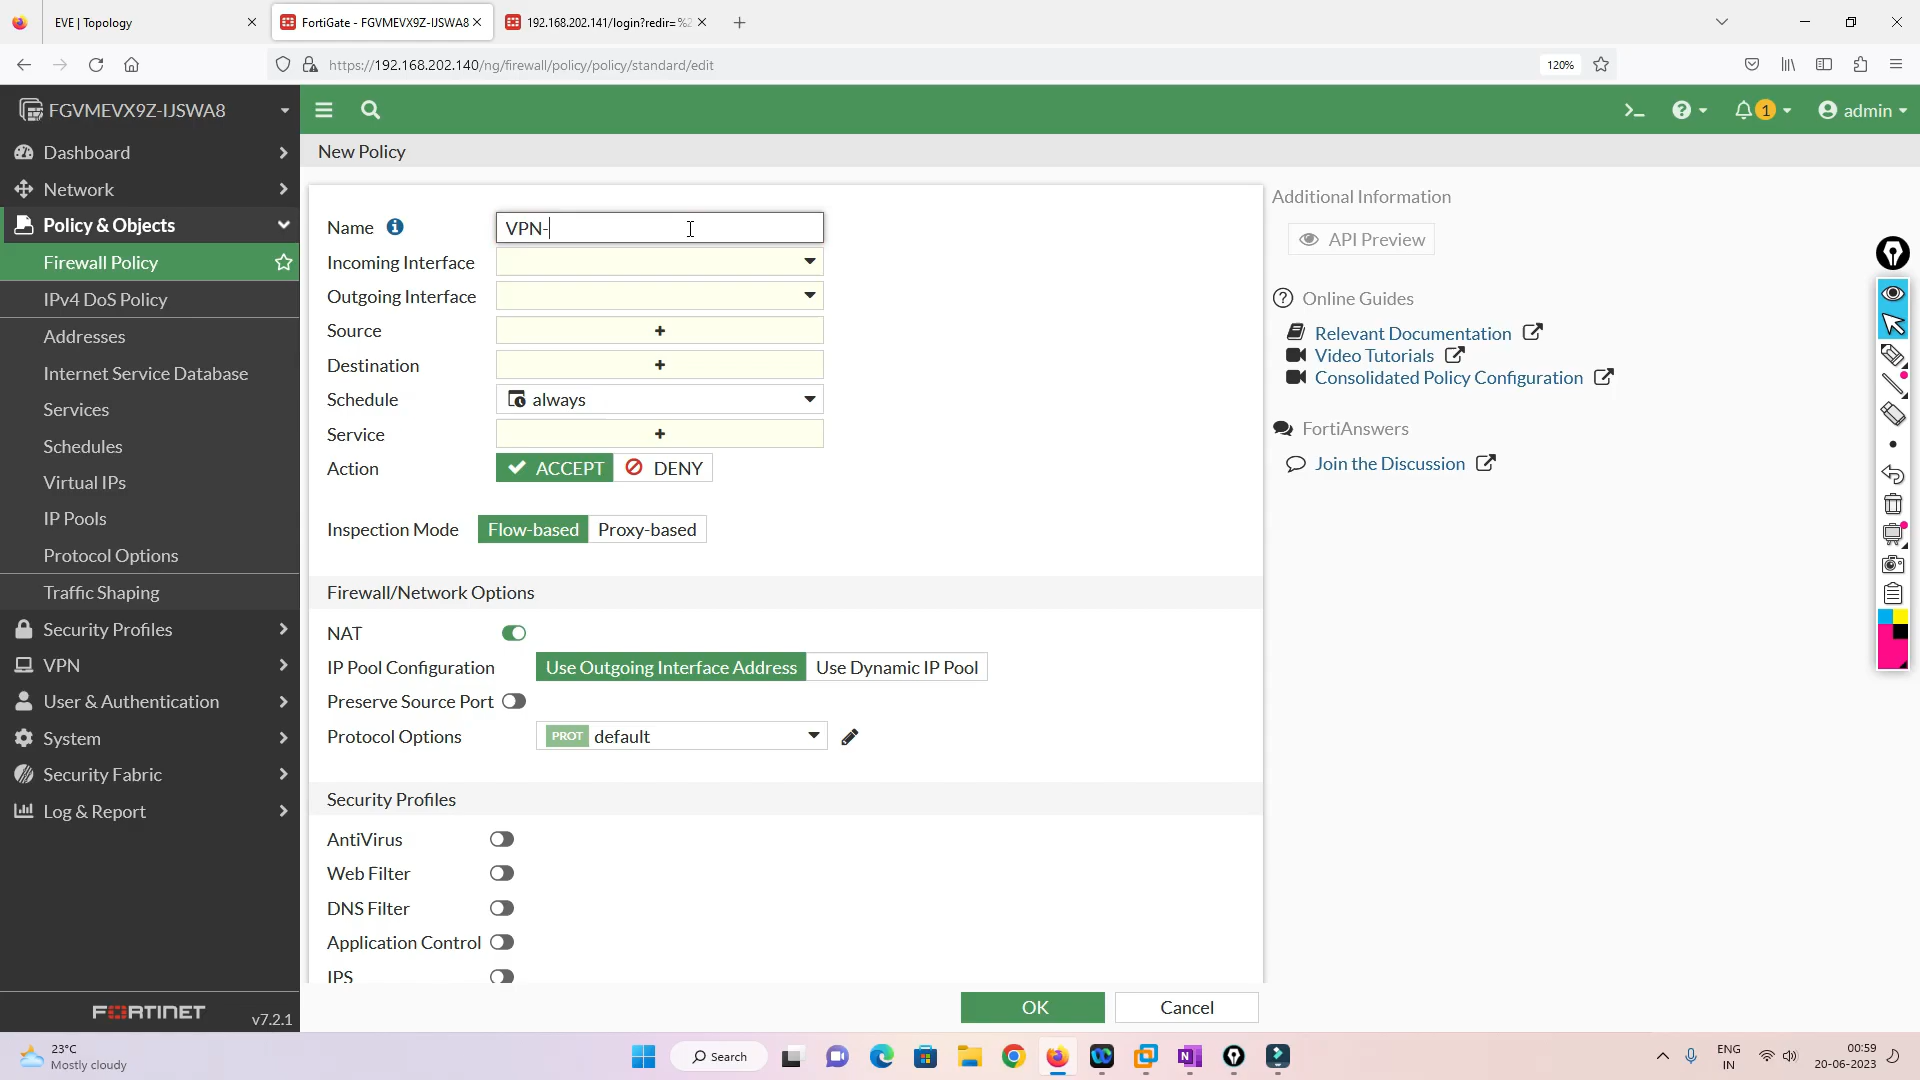 EVE | Topology
FortiGate - FGVMEVX9Z-IJSWA8
192.168.202.141/login?redir=%2
https://192.168.202.140/ng/firewall/policy/policy/standard/edit
120%
FGVMEVX9Z-IJSWA8
1
admin
Dashboard
Network
Policy & Objects
Firewall Policy
IPv4 DoS Policy
Addresses
Internet Service Database
Services
Schedules
Virtual IPs
IP Pools
Protocol Options
Traffic Shaping
Security Profiles
VPN
User & Authentication
System
Security Fabric
Log & Report
FORTINET
v7.2.1
New Policy
Name
VPN-
Incoming Interface
Outgoing Interface
Source
Destination
Schedule
always
Service
Action
ACCEPT
DENY
Inspection Mode
Flow-based
Proxy-based
Firewall/Network Options
NAT
IP Pool Configuration
Use Outgoing Interface Address
Use Dynamic IP Pool
Preserve Source Port
Protocol Options
PROT
default
Security Profiles
AntiVirus
Web Filter
DNS Filter
Application Control
IPS
OK
Cancel
Additional Information
API Preview
Online Guides
Relevant Documentation
Video Tutorials
Consolidated Policy Configuration
FortiAnswers
Join the Discussion
23°C
Mostly cloudy
Search
ENG
IN
00:59
20-06-2023